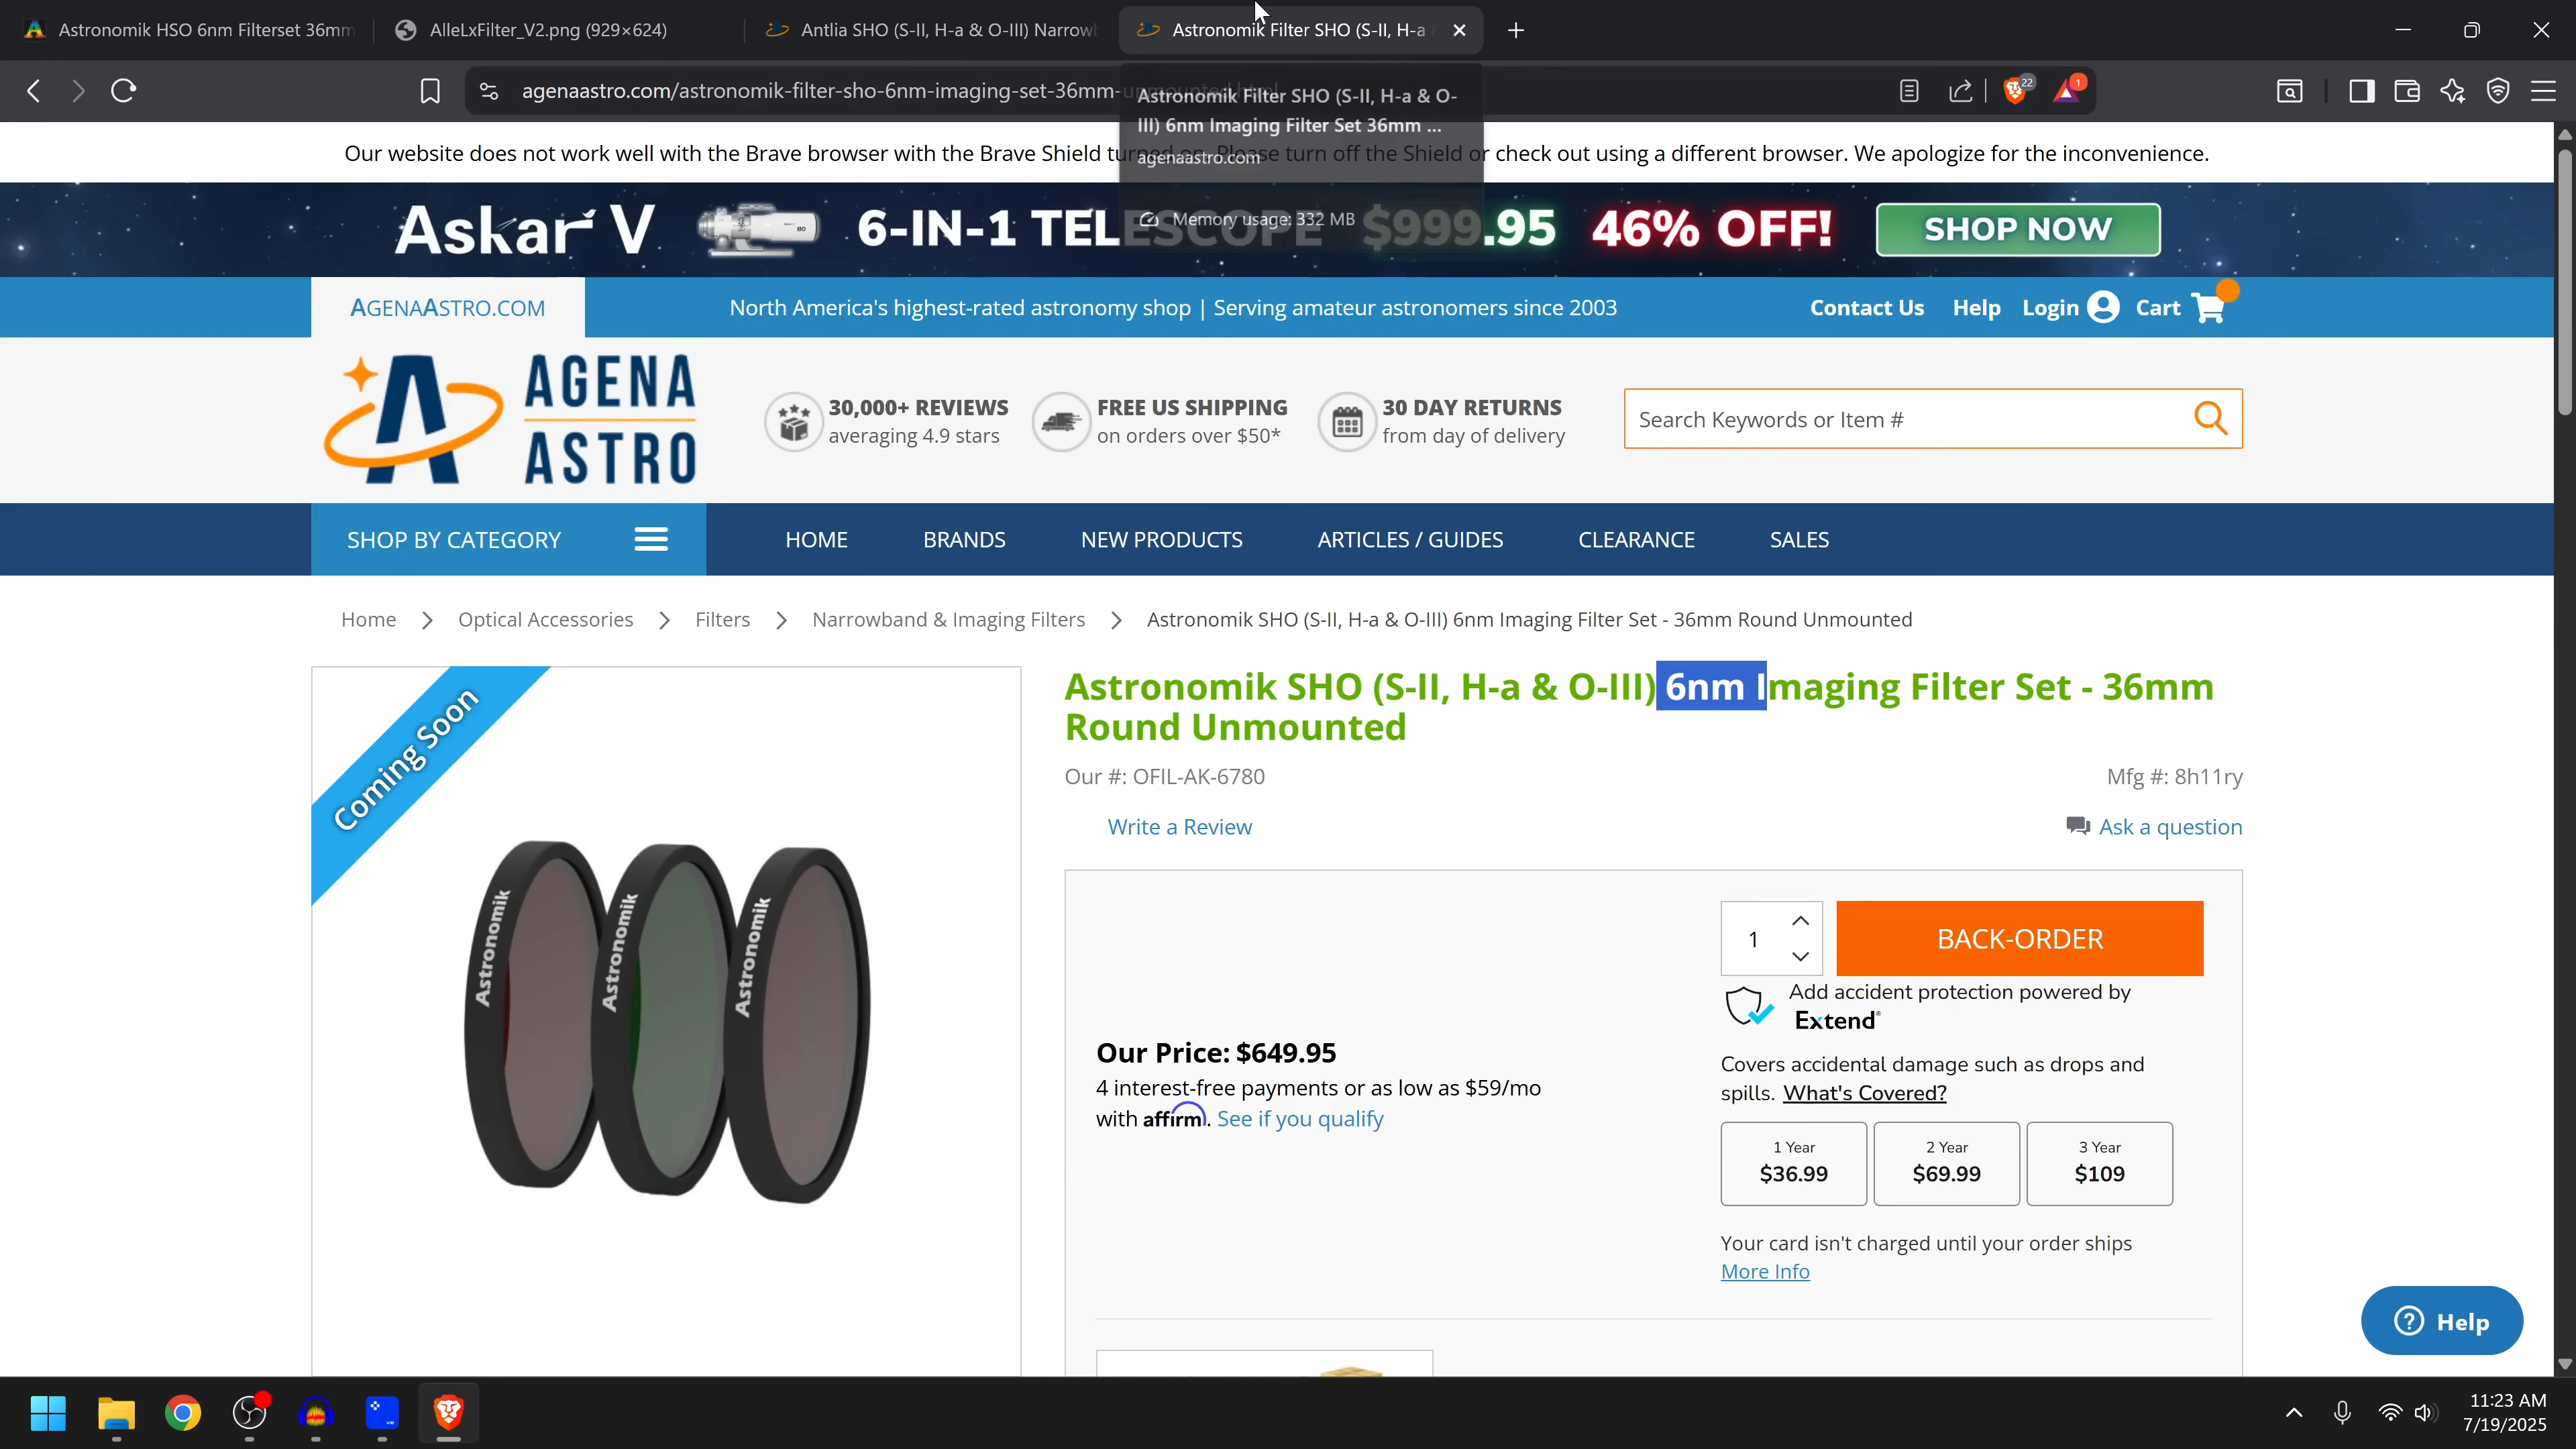 Astronomik HSO 6nm Filterset 36mm
AlleLxFilter_V2.png (929×624)
Antlia SHO (S-II, H-a & O-III) Narrowb
Astronomik Filter SHO (S-II, H-a
agenaastro.com/astronomik-filter-sho-6nm-imaging-set-36mm-
22
1
Astronomik Filter SHO (S-II, H-a & O-
III) 6nm Imaging Filter Set 36mm ...
agenaastro.com
Memory usage: 332 MB
Our website does not work well with the Brave browser with the Brave Shield turned on. Please turn off the Shield or check out using a different browser. We apologize for the inconvenience.
Askar V 6-IN-1 TELESCOPE $999.95 46% OFF! SHOP NOW
AGENAASTRO.COM
North America's highest-rated astronomy shop | Serving amateur astronomers since 2003
Contact Us Help Login Cart
AGENA
ASTRO
30,000+ REVIEWS
averaging 4.9 stars
FREE US SHIPPING
on orders over $50*
30 DAY RETURNS
from day of delivery
Search Keywords or Item #
SHOP BY CATEGORY
HOME BRANDS NEW PRODUCTS ARTICLES / GUIDES CLEARANCE SALES
Home > Optical Accessories > Filters > Narrowband & Imaging Filters > Astronomik SHO (S-II, H-a & O-III) 6nm Imaging Filter Set - 36mm Round Unmounted
Coming Soon
Astronomik
Astronomik
Astronomik
Astronomik SHO (S-II, H-a & O-III) 6nm Imaging Filter Set - 36mm
Round Unmounted
Our #: OFIL-AK-6780
Mfg #: 8h11ry
Write a Review
Ask a question
1
BACK-ORDER
Add accident protection powered by
Extend
Covers accidental damage such as drops and
spills. What's Covered?
Our Price: $649.95
4 interest-free payments or as low as $59/mo
with affirm. See if you qualify
1 Year
$36.99
2 Year
$69.99
3 Year
$109
Your card isn't charged until your order ships
More Info
Help
11:23 AM
7/19/2025